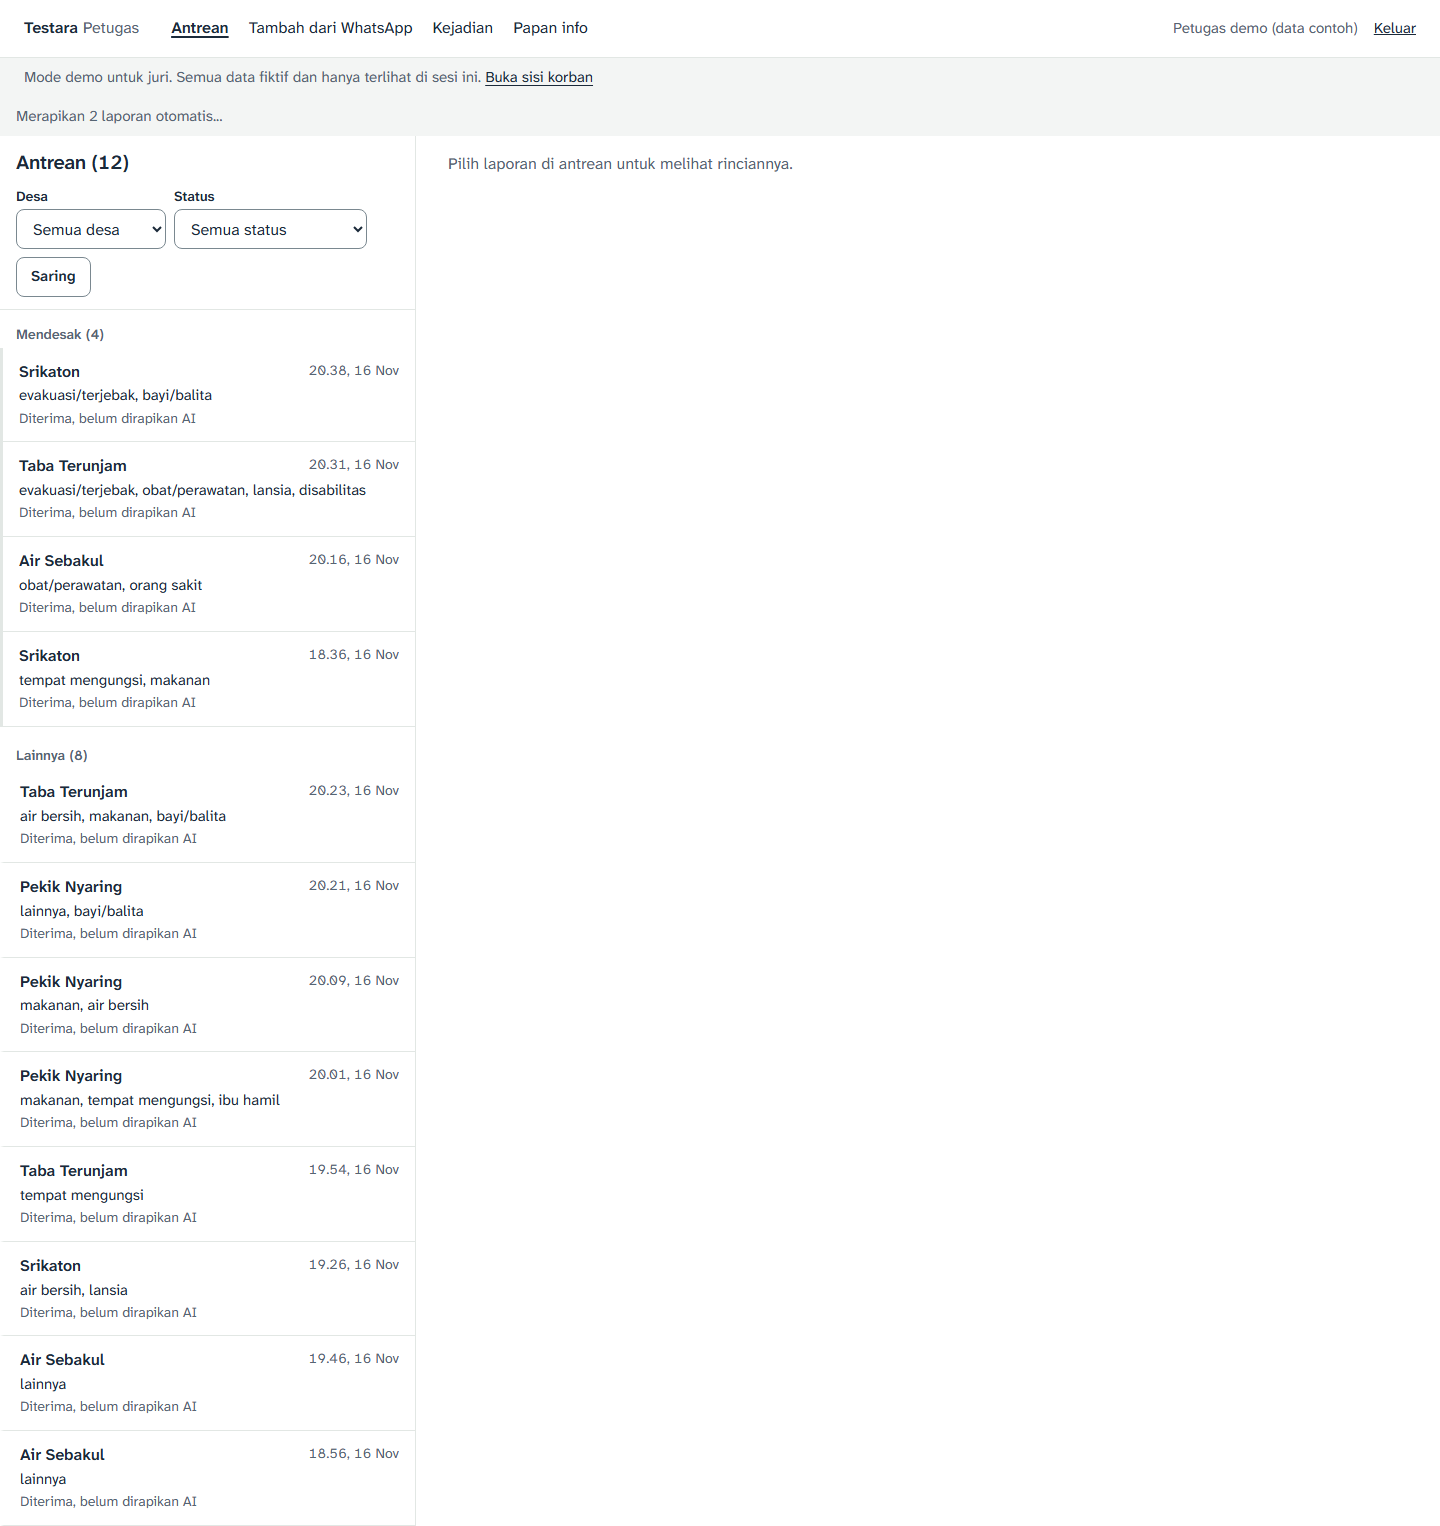 Testara Petugas Antrean Tambah dari WhatsApp Kejadian Papan info Petugas demo (data contoh) Keluar
Mode demo untuk juri. Semua data fiktif dan hanya terlihat di sesi ini. Buka sisi korban
Merapikan 2 laporan otomatis...
Antrean (12)
Desa Status
Semua desa Semua status
Saring
Pilih laporan di antrean untuk melihat rinciannya.
Mendesak (4)
Srikaton 20.38, 16 Nov
evakuasi/terjebak, bayi/balita
Diterima, belum dirapikan AI
Taba Terunjam 20.31, 16 Nov
evakuasi/terjebak, obat/perawatan, lansia, disabilitas
Diterima, belum dirapikan AI
Air Sebakul 20.16, 16 Nov
obat/perawatan, orang sakit
Diterima, belum dirapikan AI
Srikaton 18.36, 16 Nov
tempat mengungsi, makanan
Diterima, belum dirapikan AI
Lainnya (8)
Taba Terunjam 20.23, 16 Nov
air bersih, makanan, bayi/balita
Diterima, belum dirapikan AI
Pekik Nyaring 20.21, 16 Nov
lainnya, bayi/balita
Diterima, belum dirapikan AI
Pekik Nyaring 20.09, 16 Nov
makanan, air bersih
Diterima, belum dirapikan AI
Pekik Nyaring 20.01, 16 Nov
makanan, tempat mengungsi, ibu hamil
Diterima, belum dirapikan AI
Taba Terunjam 19.54, 16 Nov
tempat mengungsi
Diterima, belum dirapikan AI
Srikaton 19.26, 16 Nov
air bersih, lansia
Diterima, belum dirapikan AI
Air Sebakul 19.46, 16 Nov
lainnya
Diterima, belum dirapikan AI
Air Sebakul 18.56, 16 Nov
lainnya
Diterima, belum dirapikan AI